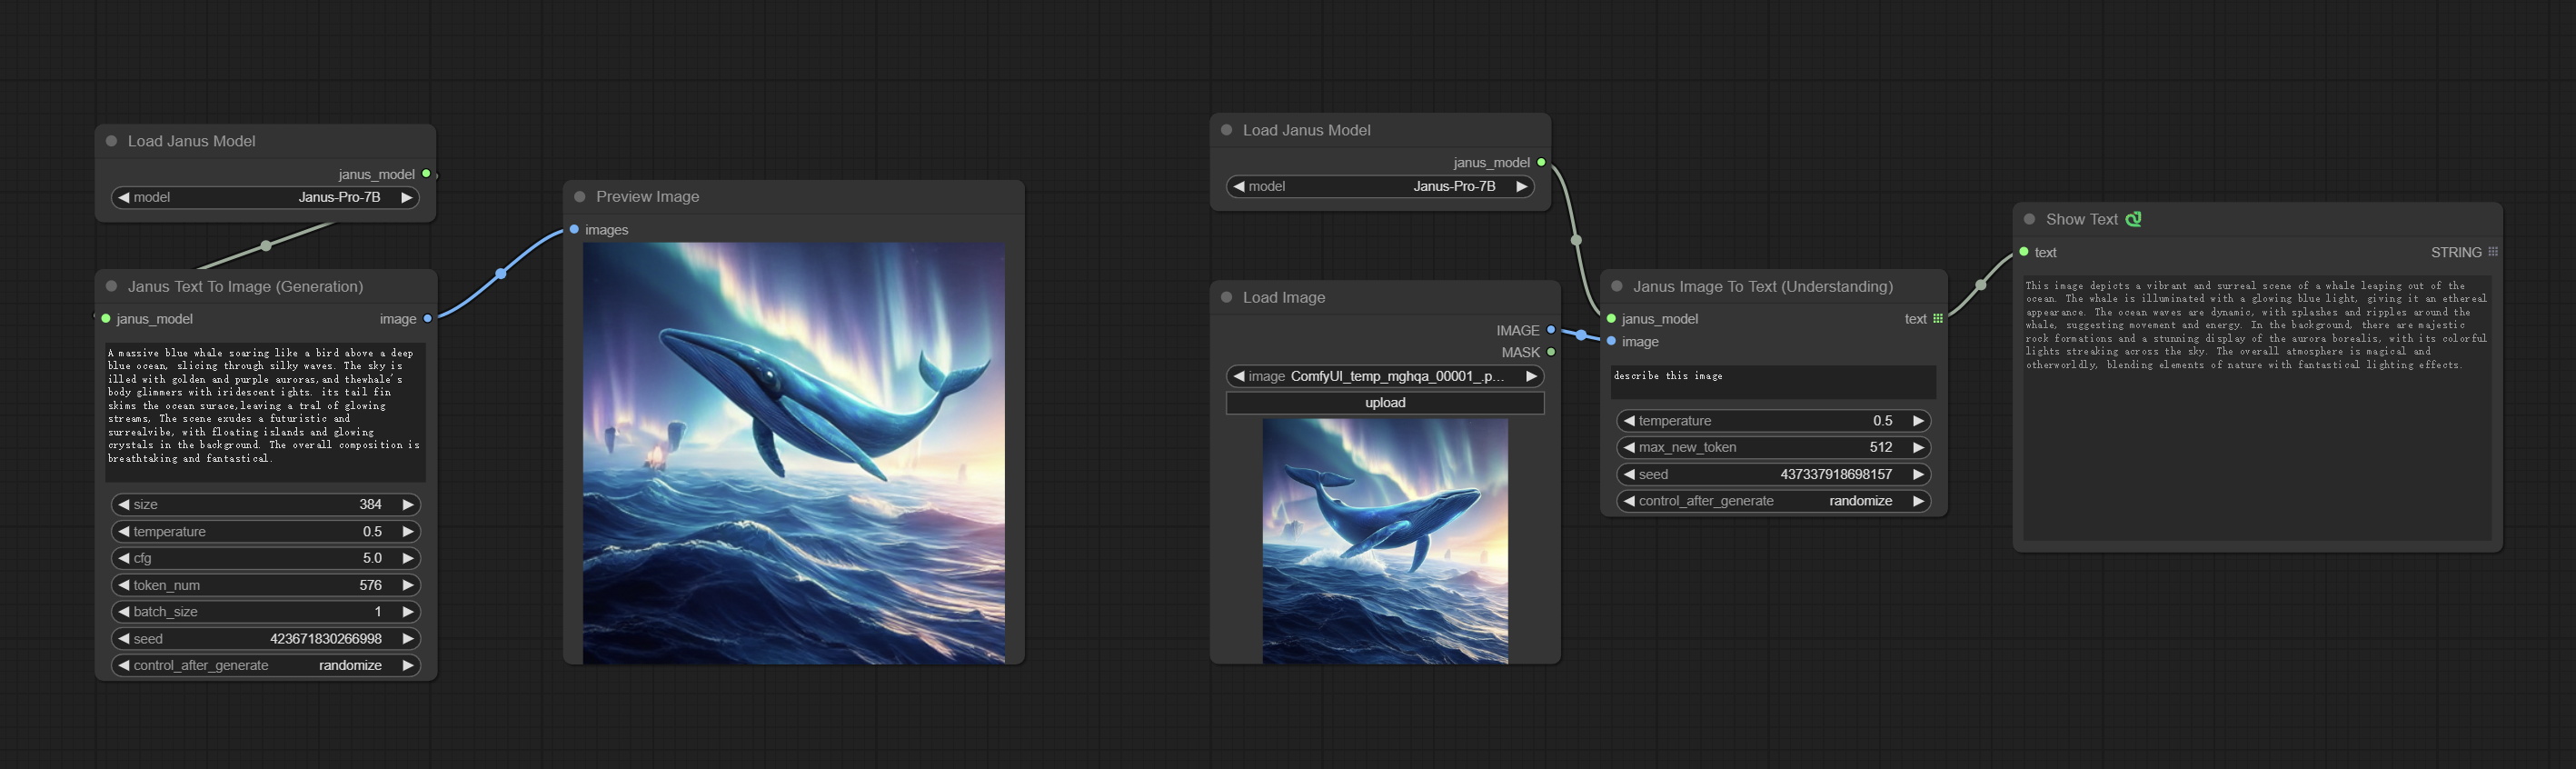 Load Janus Model
janus_model
model Janus-Pro-7B
Janus Text To Image (Generation)
janus_model image
A massive blue whale soaring like a bird above a deep
blue ocean, slicing through silky waves. The sky is
illed with golden and purple auroras,and thewhale's
body glimmers with iridescent ights. its tail fin
skims the ocean surace,leaving a tral of glowing
streams, The scene exudes a futuristic and
surrealvibe, with floating islands and glowing
crystals in the background. The overall composition is
breathtaking and fantastical.
size 384
temperature 0.5
cfg 5.0
token_num 576
batch_size 1
seed 423671830266998
control_after_generate randomize
Preview Image
images
Load Janus Model
janus_model
model Janus-Pro-7B
Load Image
IMAGE
MASK
image ComfyUI_temp_mghqa_00001_.p...
upload
Janus Image To Text (Understanding)
janus_model text
image
describe this image
temperature 0.5
max_new_token 512
seed 437337918698157
control_after_generate randomize
Show Text
text STRING
This image depicts a vibrant and surreal scene of a whale leaping out of the
ocean. The whale is illuminated with a glowing blue light, giving it an ethereal
appearance. The ocean waves are dynamic, with splashes and ripples around the
whale, suggesting movement and energy. In the background, there are majestic
rock formations and a stunning display of the aurora borealis, with its colorful
lights streaking across the sky. The overall atmosphere is magical and
otherworldly, blending elements of nature with fantastical lighting effects.